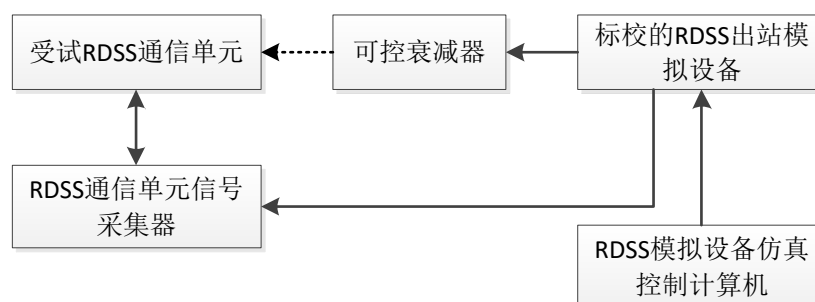 受试RDSS通信单元
可控衰减器
标校的RDSS出站模
拟设备
RDSS通信单元信号
采集器
RDSS模拟设备仿真
控制计算机